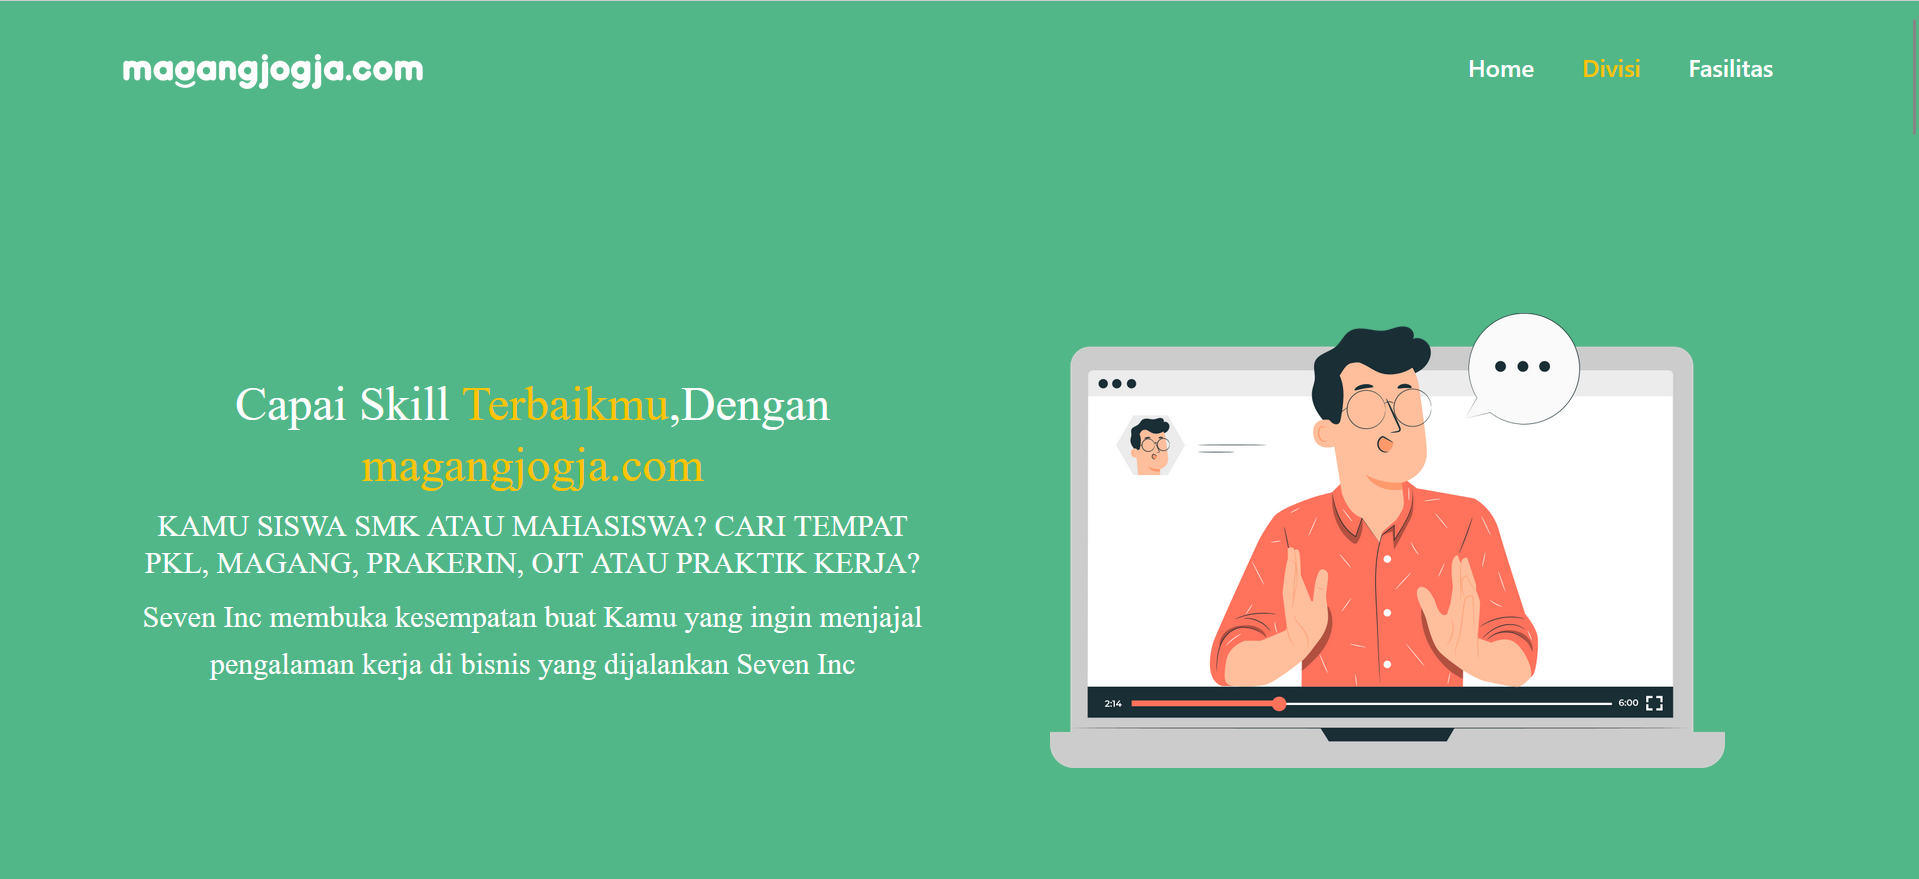 magangjogja.com
Home Divisi Fasilitas
Capai Skill Terbaikmu,Dengan
magangjogja.com
KAMU SISWA SMK ATAU MAHASISWA? CARI TEMPAT
PKL, MAGANG, PRAKERIN, OJT ATAU PRAKTIK KERJA?
Seven Inc membuka kesempatan buat Kamu yang ingin menjajal
pengalaman kerja di bisnis yang dijalankan Seven Inc
2:14 6:00